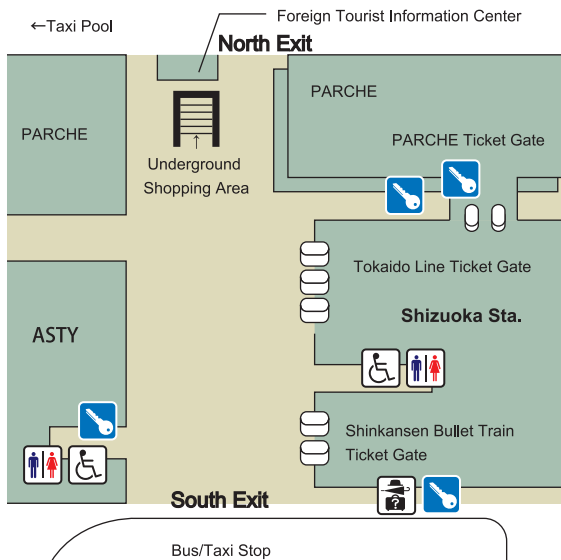 Foreign Tourist Information Center
←Taxi Pool
North Exit
PARCHE
PARCHE
PARCHE Ticket Gate
Underground
Shopping Area
Tokaido Line Ticket Gate
Shizuoka Sta.
ASTY
Shinkansen Bullet Train
Ticket Gate
South Exit
Bus/Taxi Stop